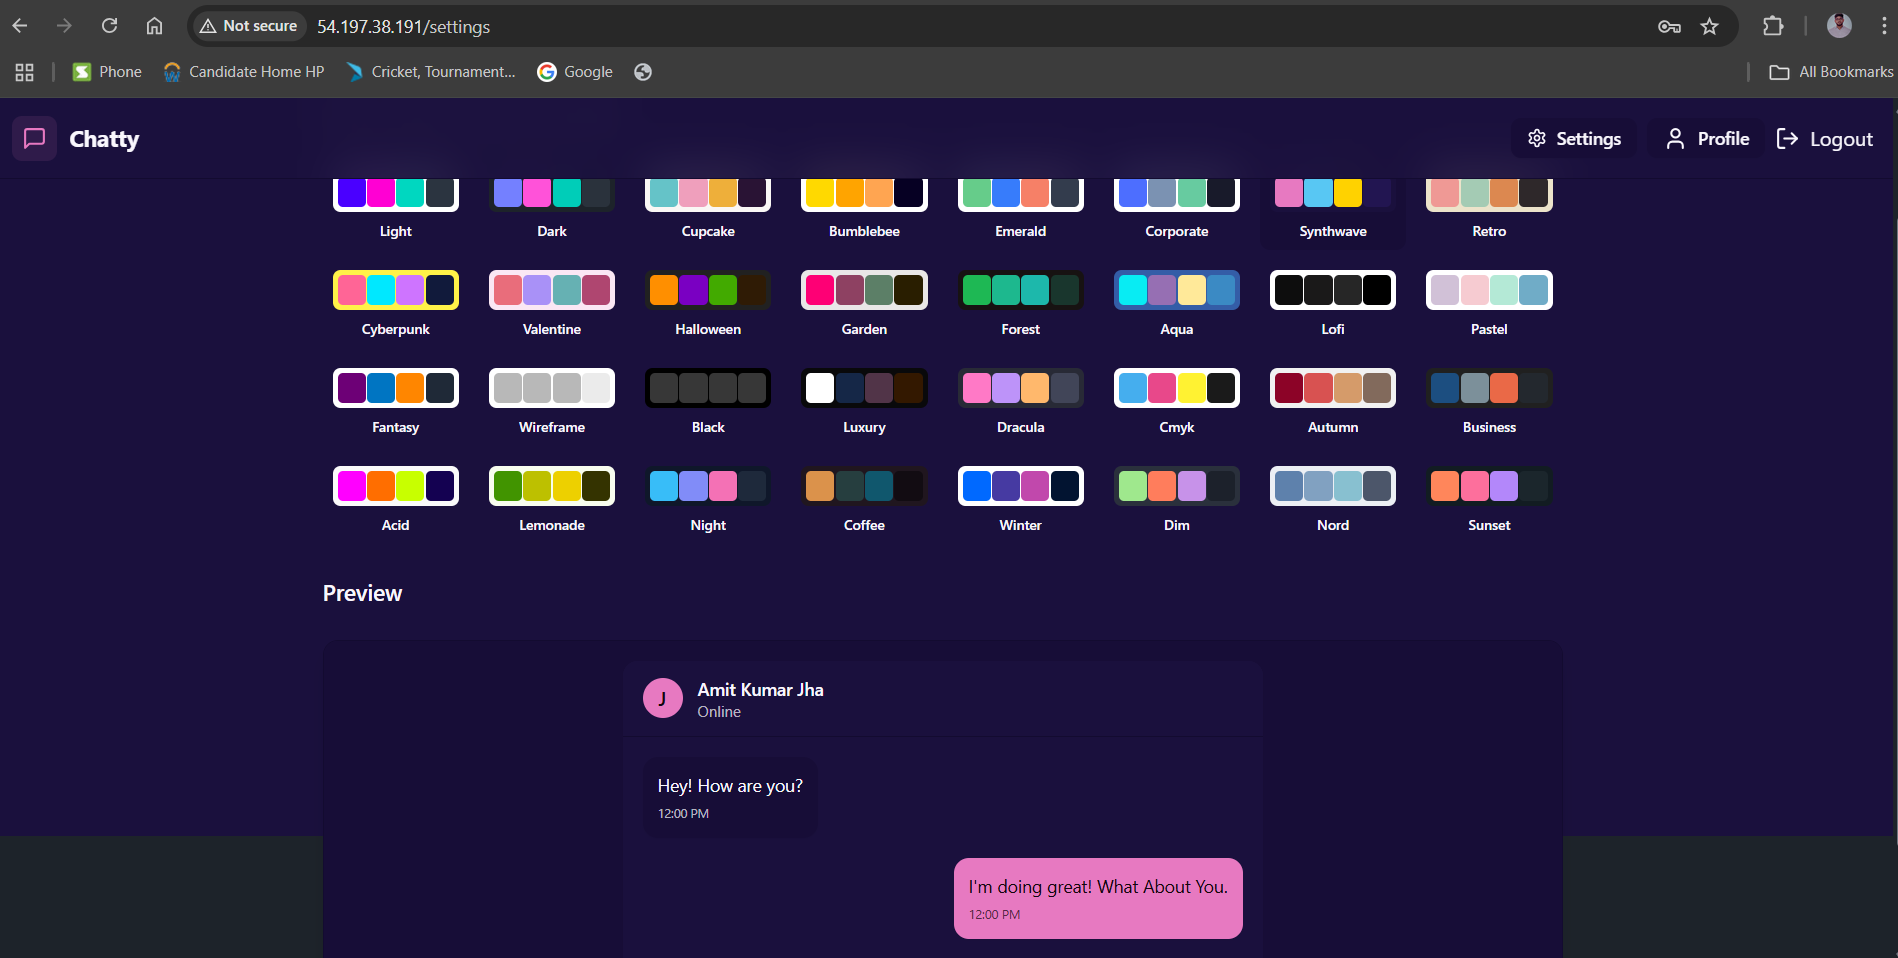 Not secure 54.197.38.191/settings
Phone Candidate Home HP Cricket, Tournament... Google All Bookmarks
Chatty Settings Profile Logout
Light Dark Cupcake Bumblebee Emerald Corporate Synthwave Retro
Cyberpunk Valentine Halloween Garden Forest Aqua Lofi Pastel
Fantasy Wireframe Black Luxury Dracula Cmyk Autumn Business
Acid Lemonade Night Coffee Winter Dim Nord Sunset
Preview
J Amit Kumar Jha
Online
Hey! How are you?
12:00 PM
I'm doing great! What About You.
12:00 PM